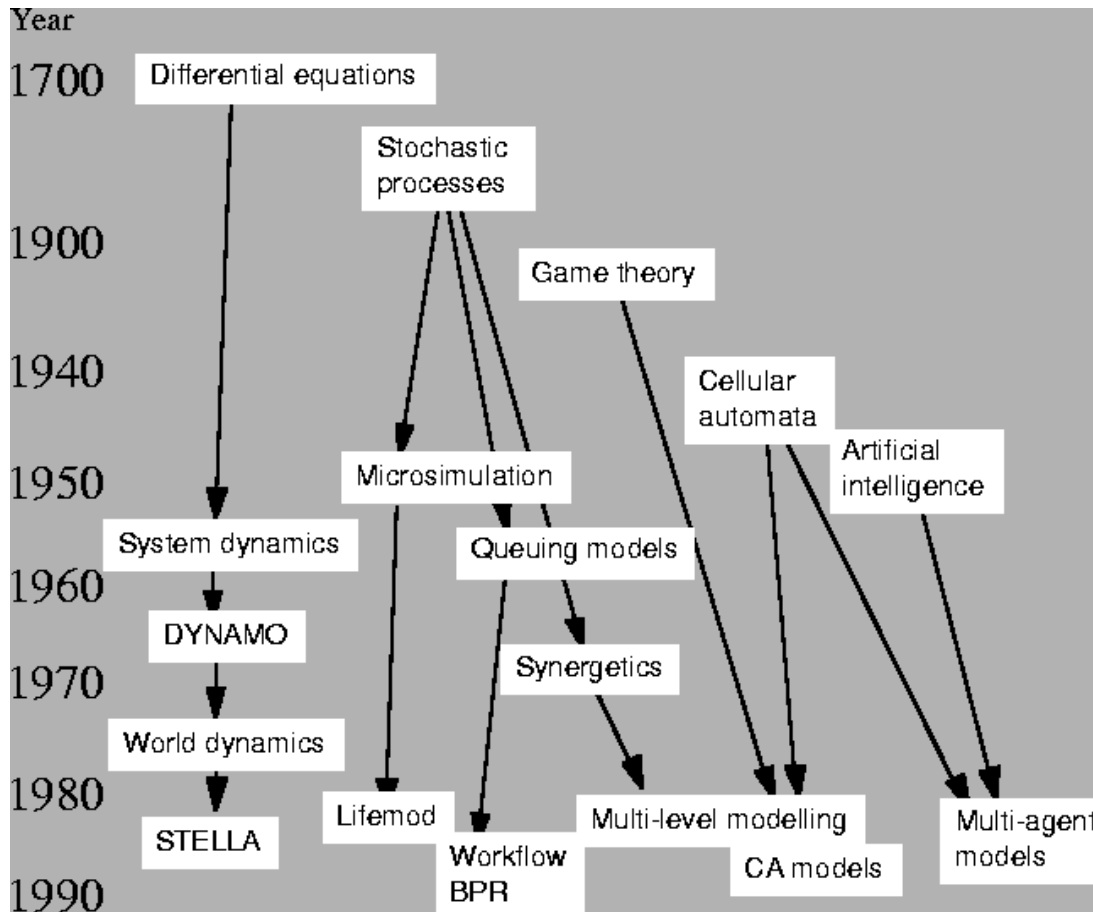 Year
1700
Differential equations
Stochastic
processes
1900
Game theory
1940
Cellular
automata
Artificial
intelligence
Microsimulation
1950
System dynamics
Queuing models
1960
DYNAMO
Synergetics
1970
World dynamics
1980
Lifemod
Multi-level modelling
Multi-agent
models
STELLA
Workflow
BPR
CA models
1990